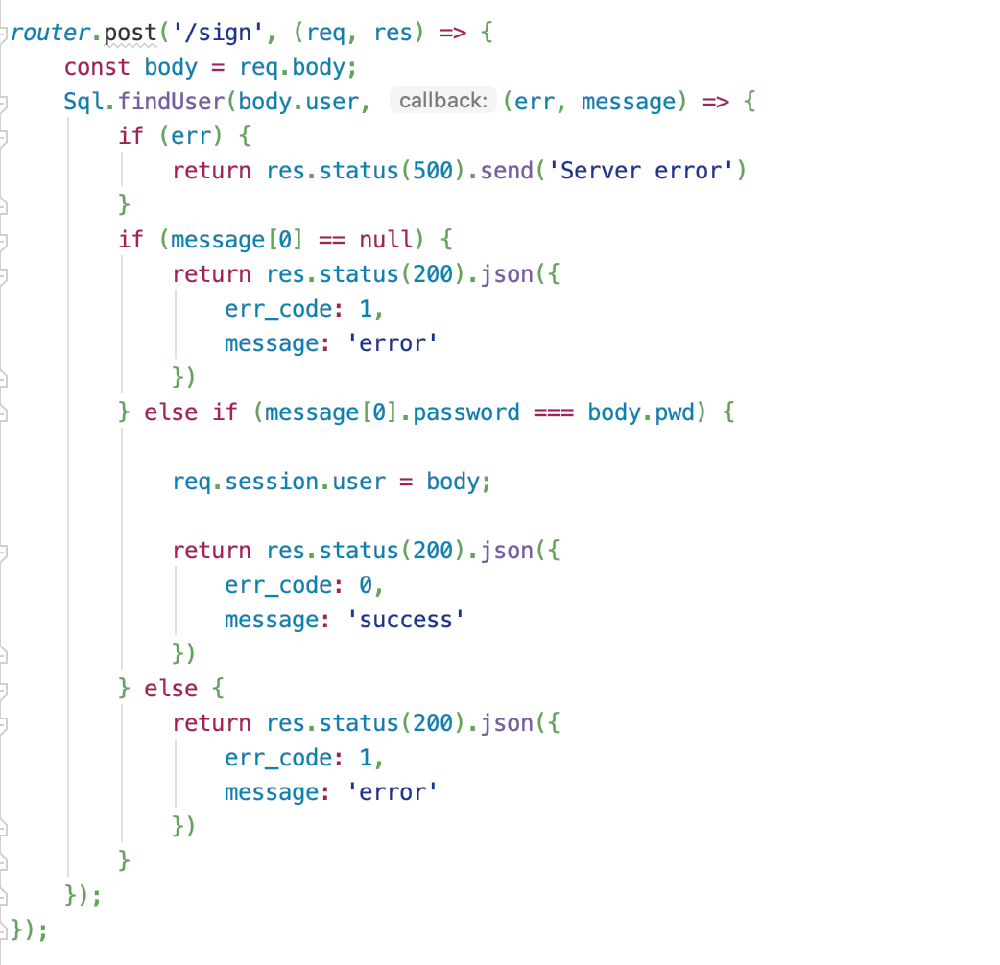 router.post('/sign', (req, res) => {
    const body = req.body;
    Sql.findUser(body.user, callback: (err, message) => {
        if (err) {
            return res.status(500).send('Server error')
        }
        if (message[0] == null) {
            return res.status(200).json({
                err_code: 1,
                message: 'error'
            })
        } else if (message[0].password === body.pwd) {

            req.session.user = body;

            return res.status(200).json({
                err_code: 0,
                message: 'success'
            })
        } else {
            return res.status(200).json({
                err_code: 1,
                message: 'error'
            })
        }
    });
});